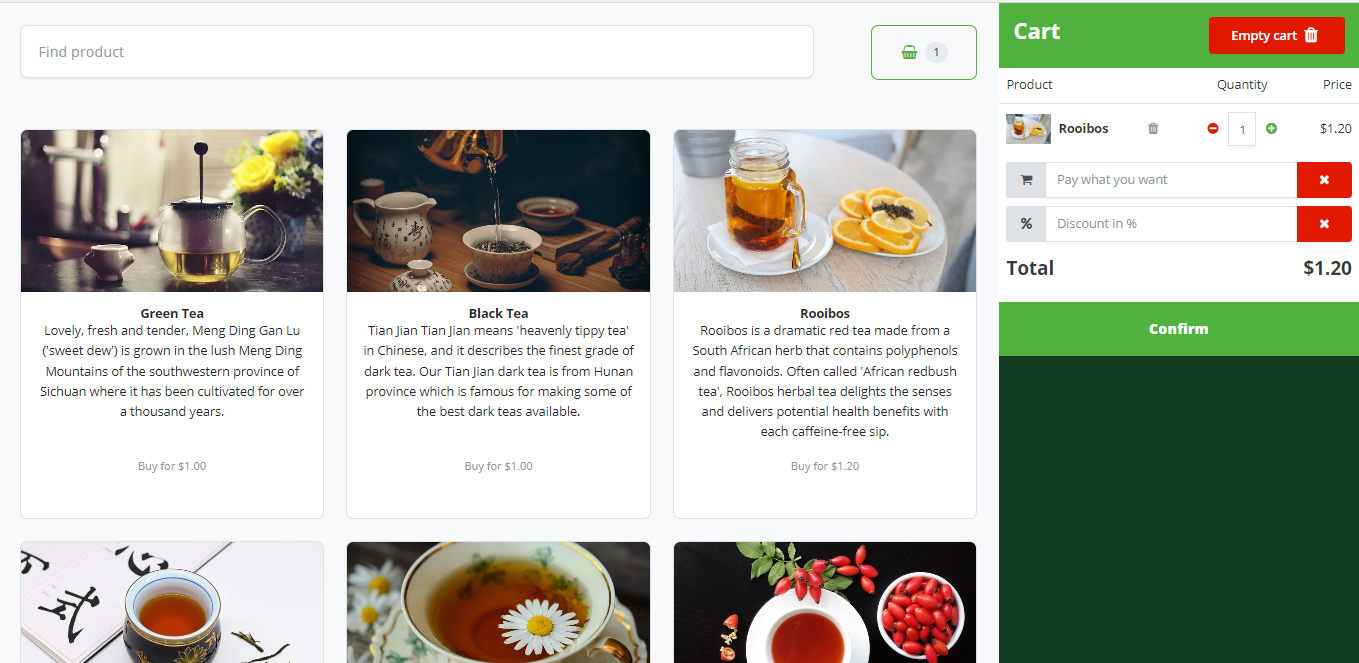 Find product
1
Cart
Empty cart
Product Quantity Price
Rooibos 1 $1.20
Pay what you want
% Discount in %
Total $1.20
Confirm
Green Tea
Lovely, fresh and tender, Meng Ding Gan Lu
('sweet dew') is grown in the lush Meng Ding
Mountains of the southwestern province of
Sichuan where it has been cultivated for over
a thousand years.
Buy for $1.00
Black Tea
Tian Jian Tian Jian means 'heavenly tippy tea'
in Chinese, and it describes the finest grade of
dark tea. Our Tian Jian dark tea is from Hunan
province which is famous for making some of
the best dark teas available.
Buy for $1.00
Rooibos
Rooibos is a dramatic red tea made from a
South African herb that contains polyphenols
and flavonoids. Often called 'African redbush
tea', Rooibos herbal tea delights the senses
and delivers potential health benefits with
each caffeine-free sip.
Buy for $1.20